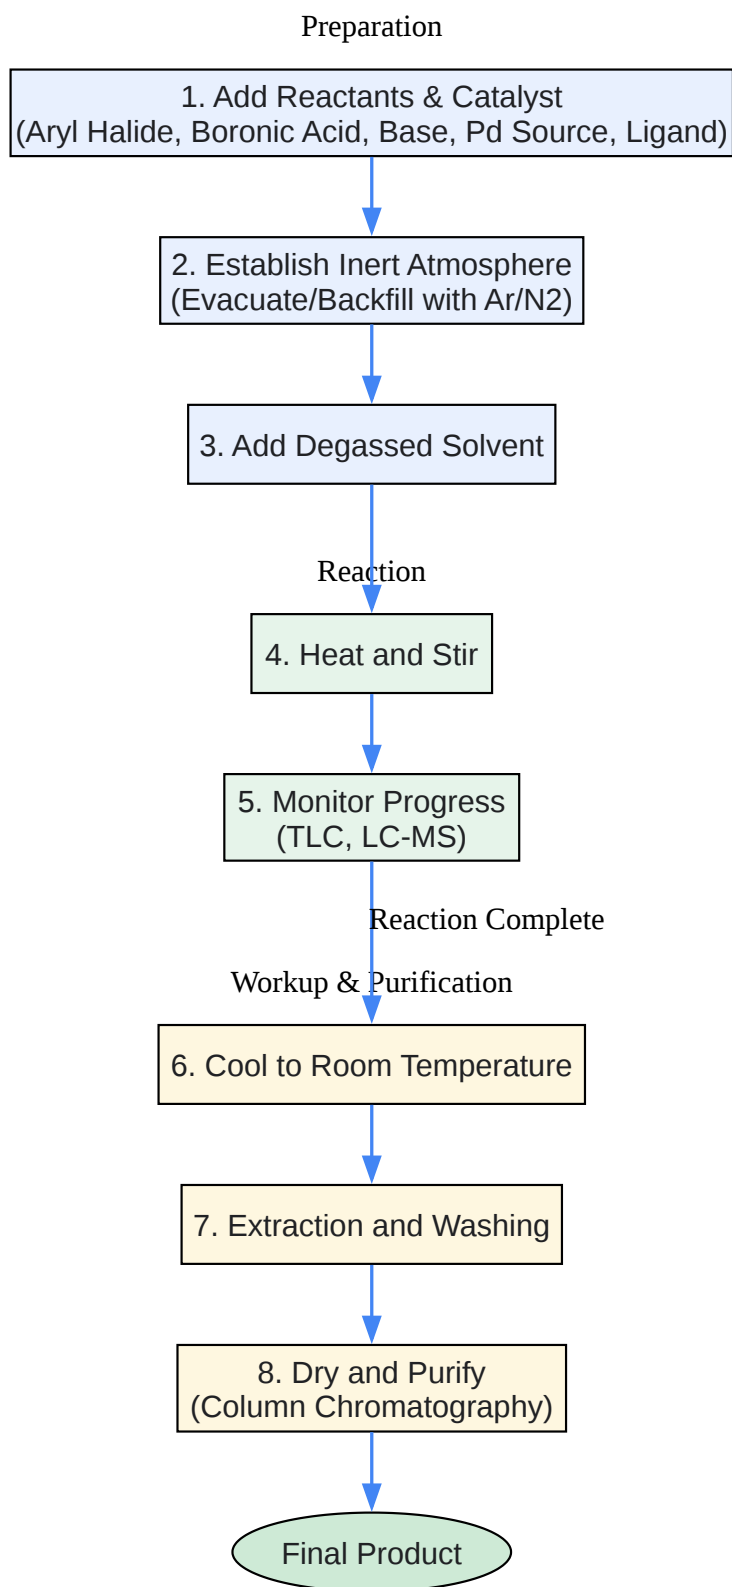 Preparation
1. Add Reactants & Catalyst
(Aryl Halide, Boronic Acid, Base, Pd Source, Ligand)
2. Establish Inert Atmosphere
(Evacuate/Backfill with Ar/N2)
3. Add Degassed Solvent
Reaction
4. Heat and Stir
5. Monitor Progress
(TLC, LC-MS)
Reaction Complete
Workup & Purification
6. Cool to Room Temperature
7. Extraction and Washing
8. Dry and Purify
(Column Chromatography)
Final Product